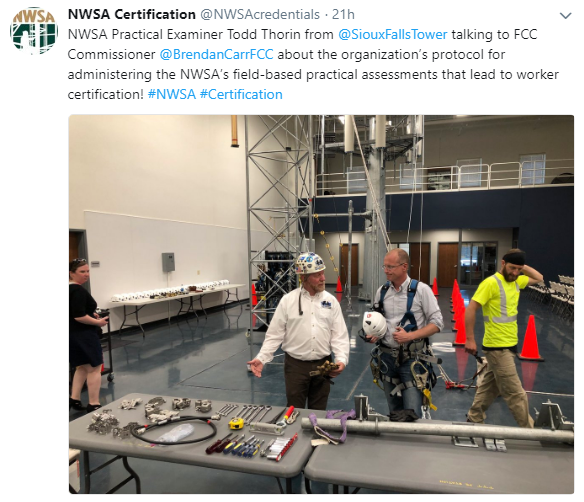 NWSA Certification @NWSAcredentials · 21h
NWSA Practical Examiner Todd Thorin from @SiouxFallsTower talking to FCC
Commissioner @BrendanCarrFCC about the organization's protocol for
administering the NWSA's field-based practical assessments that lead to worker
certification! #NWSA #Certification
NWSA